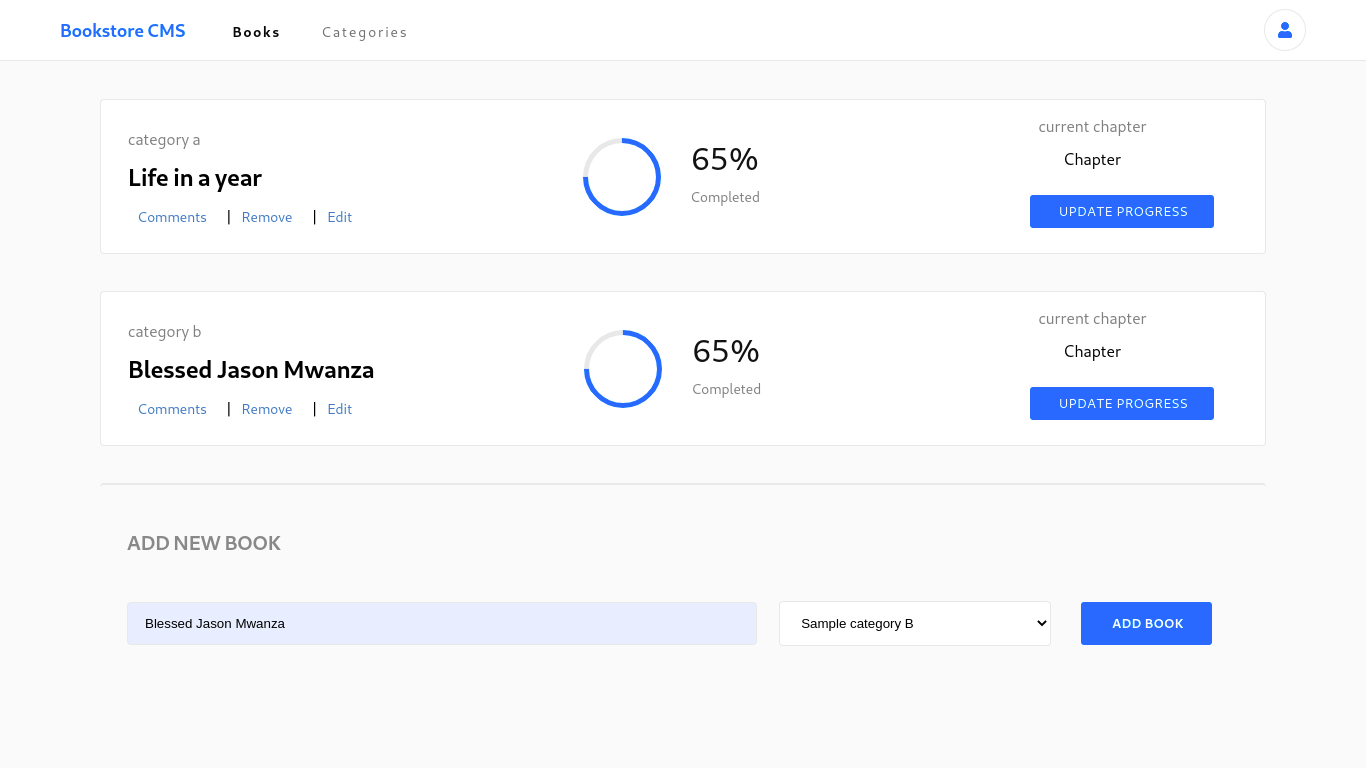 Bookstore CMS Books Categories
category a
Life in a year
Comments | Remove | Edit
65%
Completed
current chapter
Chapter
UPDATE PROGRESS
category b
Blessed Jason Mwanza
Comments | Remove | Edit
65%
Completed
current chapter
Chapter
UPDATE PROGRESS
ADD NEW BOOK
Blessed Jason Mwanza Sample category B ADD BOOK